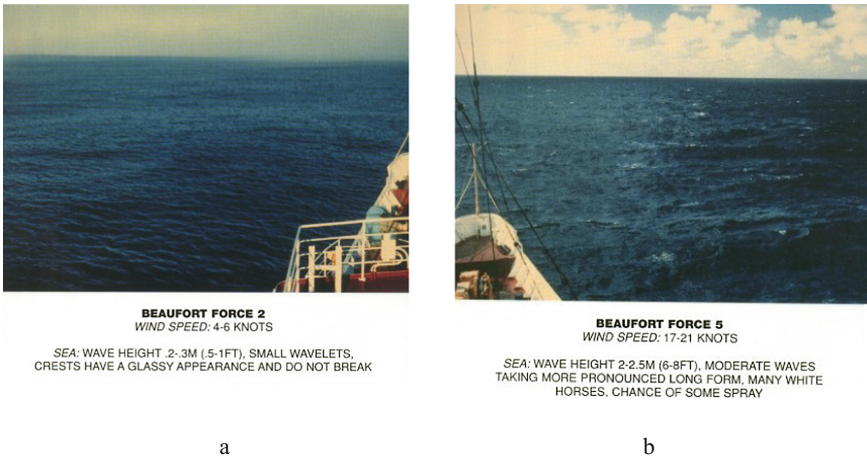 BEAUFORT FORCE 2
WIND SPEED: 4-6 KNOTS
SEA: WAVE HEIGHT .2-.3M (.5-1FT), SMALL WAVELETS,
CRESTS HAVE A GLASSY APPEARANCE AND DO NOT BREAK
a
BEAUFORT FORCE 5
WIND SPEED: 17-21 KNOTS
SEA: WAVE HEIGHT 2-2.5M (6-8FT), MODERATE WAVES
TAKING MORE PRONOUNCED LONG FORM, MANY WHITE
HORSES, CHANCE OF SOME SPRAY
b